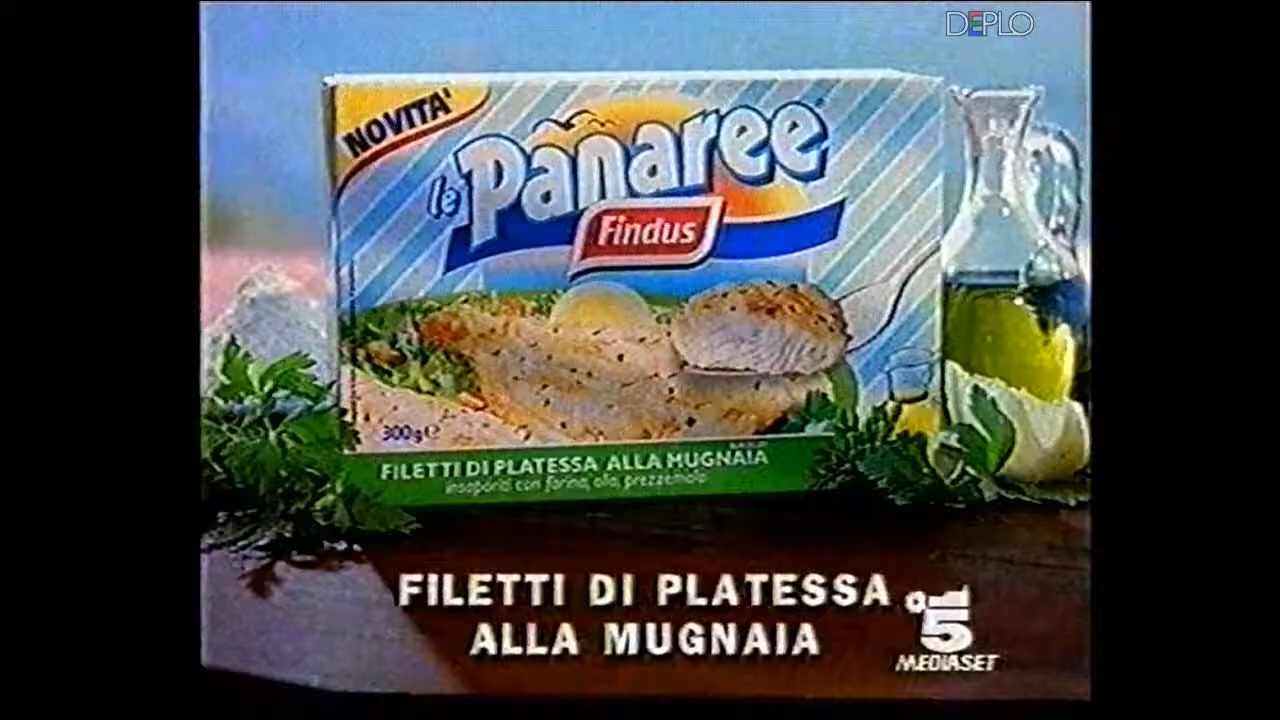 DEPLO
NOVITA'
le Panaree
Findus
300g e
FILETTI DI PLATESSA ALLA MUGNAIA
insaporiti con farina, olio, prezzemolo
FILETTI DI PLATESSA
ALLA MUGNAIA
5
MEDIASET